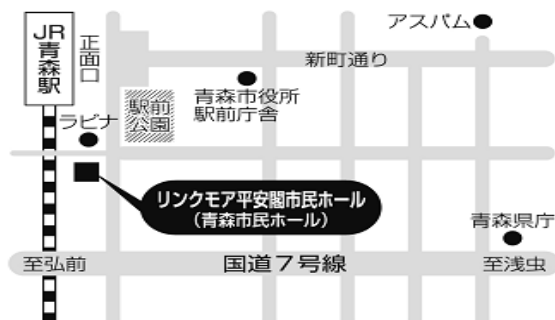 アスパム
JR
青森駅
正面口
新町通り
青森市役所
駅前庁舎
駅前
公園
ラビナ
リンクモア平安閣市民ホール
(青森市民ホール)
青森県庁
至弘前
国道7号線
至浅虫